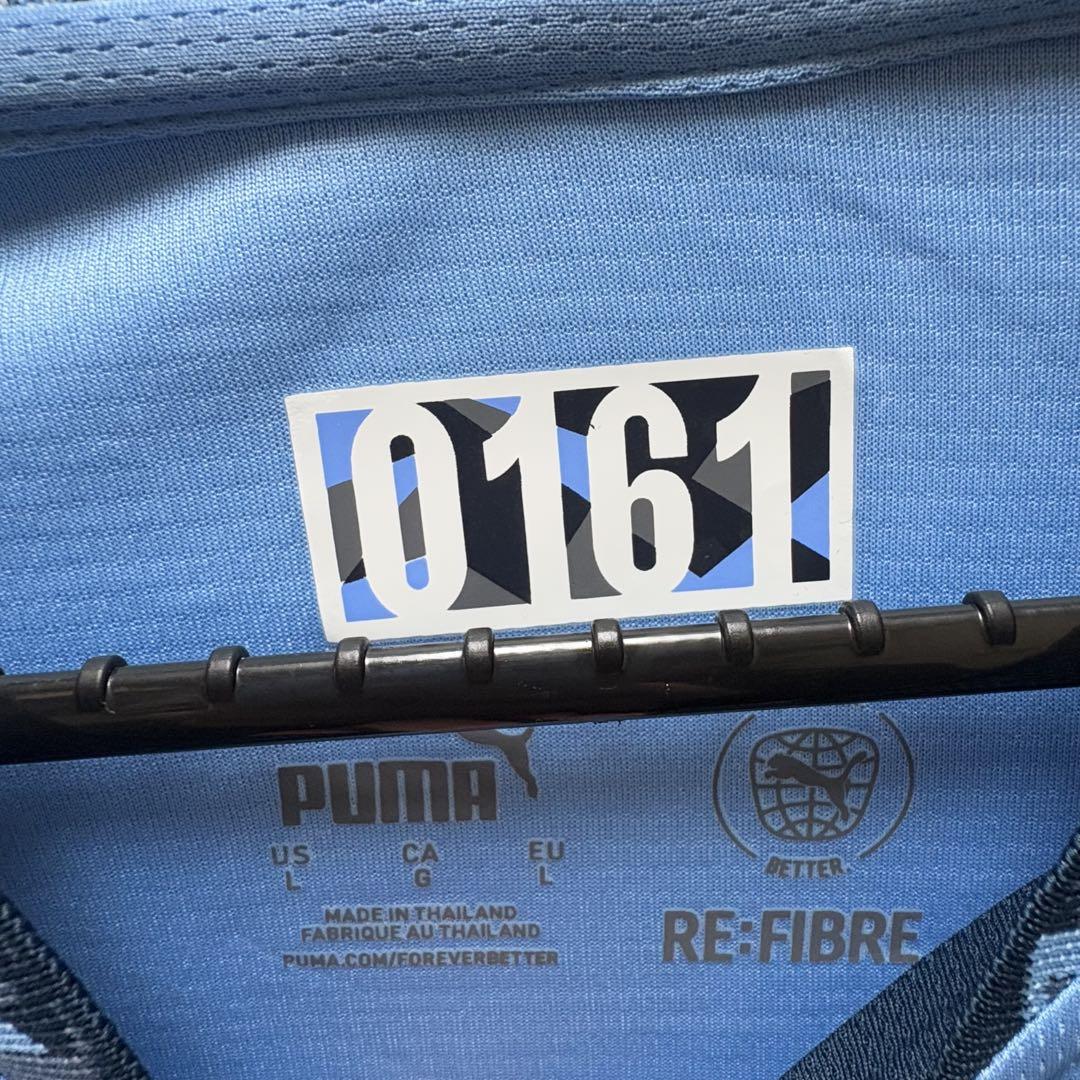 0161
PUMA
US CA EU
L G L
MADE IN THAILAND
FABRIQUE AU THAILAND
PUMA.COM/FOREVERBETTER
BETTER
RE:FIBRE